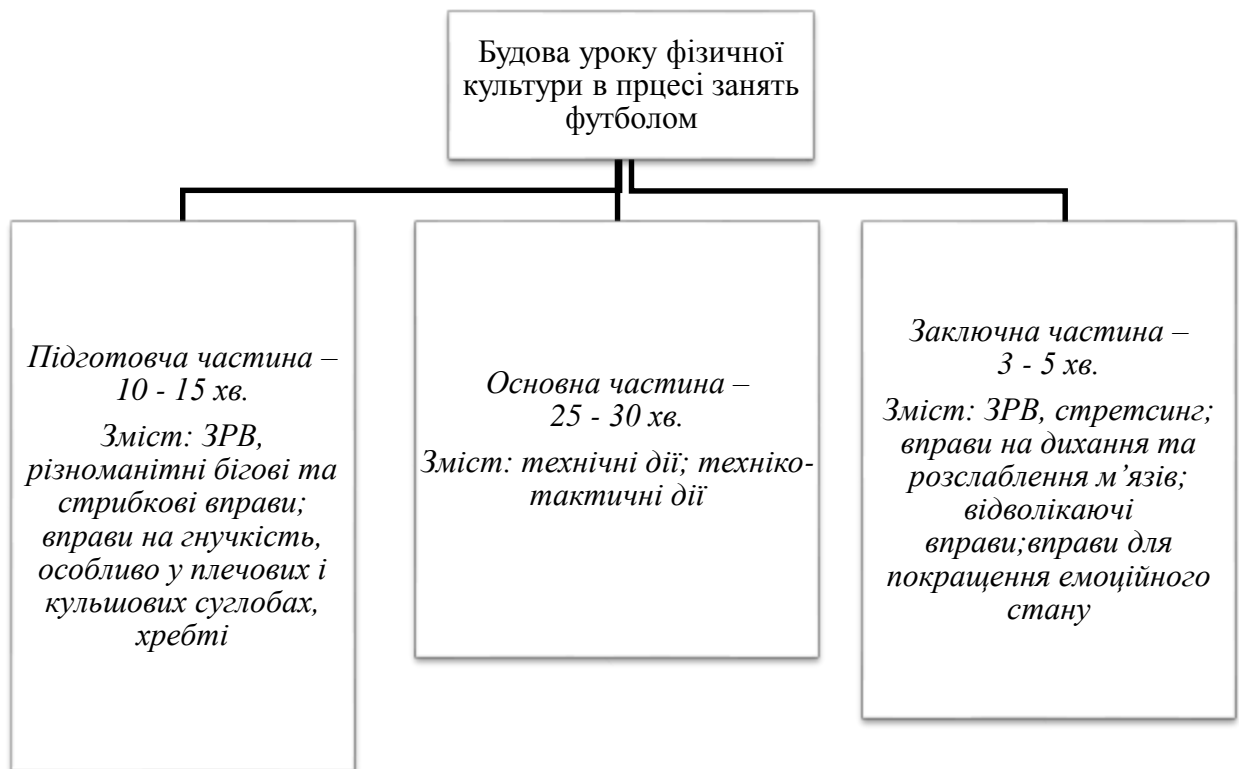 Будова уроку фізичної
культури в прцесі занять
футболом
Підготовча частина –
10 - 15 хв.
Зміст: ЗРВ,
різноманітні бігові та
стрибкові вправи;
вправи на гнучкість,
особливо у плечових і
кульшових суглобах,
хребті
Основна частина –
25 - 30 хв.
Зміст: технічні дії; техніко-
тактичні дії
Заключна частина –
3 - 5 хв.
Зміст: ЗРВ, стретсинг;
вправи на дихання та
розслаблення м’язів;
відволікаючі
вправи;вправи для
покращення емоційного
стану